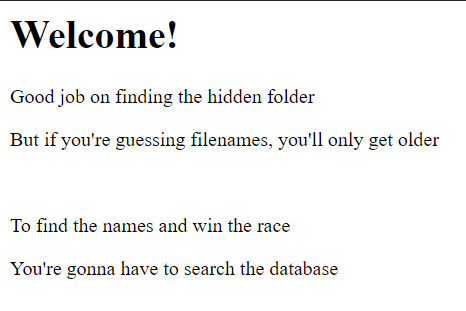 Welcome!
Good job on finding the hidden folder
But if you're guessing filenames, you'll only get older
To find the names and win the race
You're gonna have to search the database